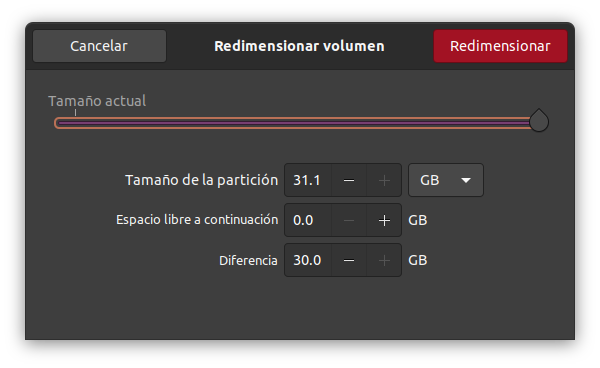 Cancelar Redimensionar volumen Redimensionar
Tamaño actual
Tamaño de la partición 31.1 − + GB
Espacio libre a continuación 0.0 − + GB
Diferencia 30.0 − + GB